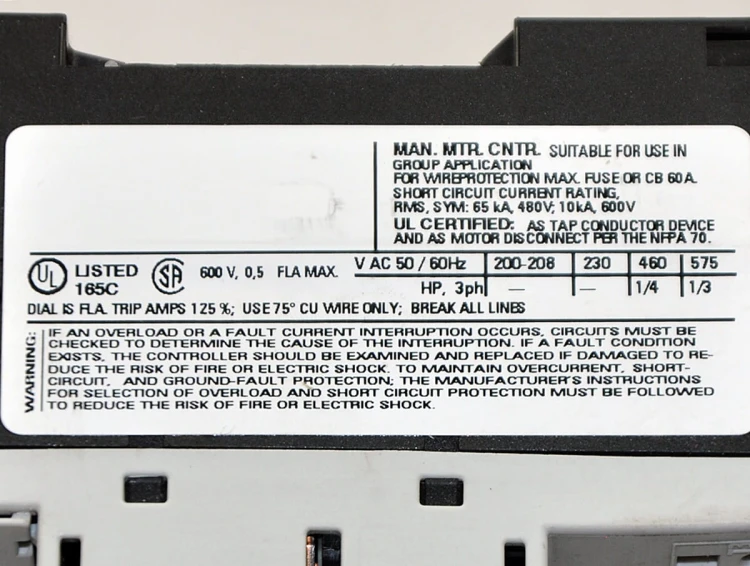 MAN. MTR. CNTR. SUITABLE FOR USE IN
GROUP APPLICATION
FOR WIREPROTECTION MAX. FUSE OR CB 60A.
SHORT CIRCUIT CURRENT RATING,
RMS, SYM: 65 kA, 480V; 10kA, 600V
UL CERTIFIED: AS TAP CONDUCTOR DEVICE
AND AS MOTOR DISCONNECT PER THE NFPA 70.
UL LISTED 165C SA 600 V, 0,5 FLA MAX.
V AC 50 / 60Hz 200-208 230 460 575
HP, 3ph — — 1/4 1/3
DIAL IS FLA. TRIP AMPS 125 %; USE 75° CU WIRE ONLY; BREAK ALL LINES
WARNING:
IF AN OVERLOAD OR A FAULT CURRENT INTERRUPTION OCCURS, CIRCUITS MUST BE
CHECKED TO DETERMINE THE CAUSE OF THE INTERRUPTION. IF A FAULT CONDITION
EXISTS, THE CONTROLLER SHOULD BE EXAMINED AND REPLACED IF DAMAGED TO RE-
DUCE THE RISK OF FIRE OR ELECTRIC SHOCK. TO MAINTAIN OVERCURRENT, SHORT-
CIRCUIT, AND GROUND-FAULT PROTECTION; THE MANUFACTURER'S INSTRUCTIONS
FOR SELECTION OF OVERLOAD AND SHORT CIRCUIT PROTECTION MUST BE FOLLOWED
TO REDUCE THE RISK OF FIRE OR ELECTRIC SHOCK.